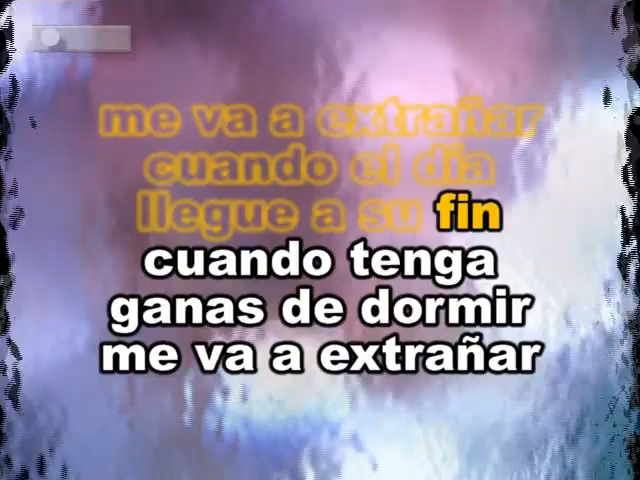 me va a extrañar
cuando el día
llegue a su fin
cuando tenga
ganas de dormir
me va a extrañar